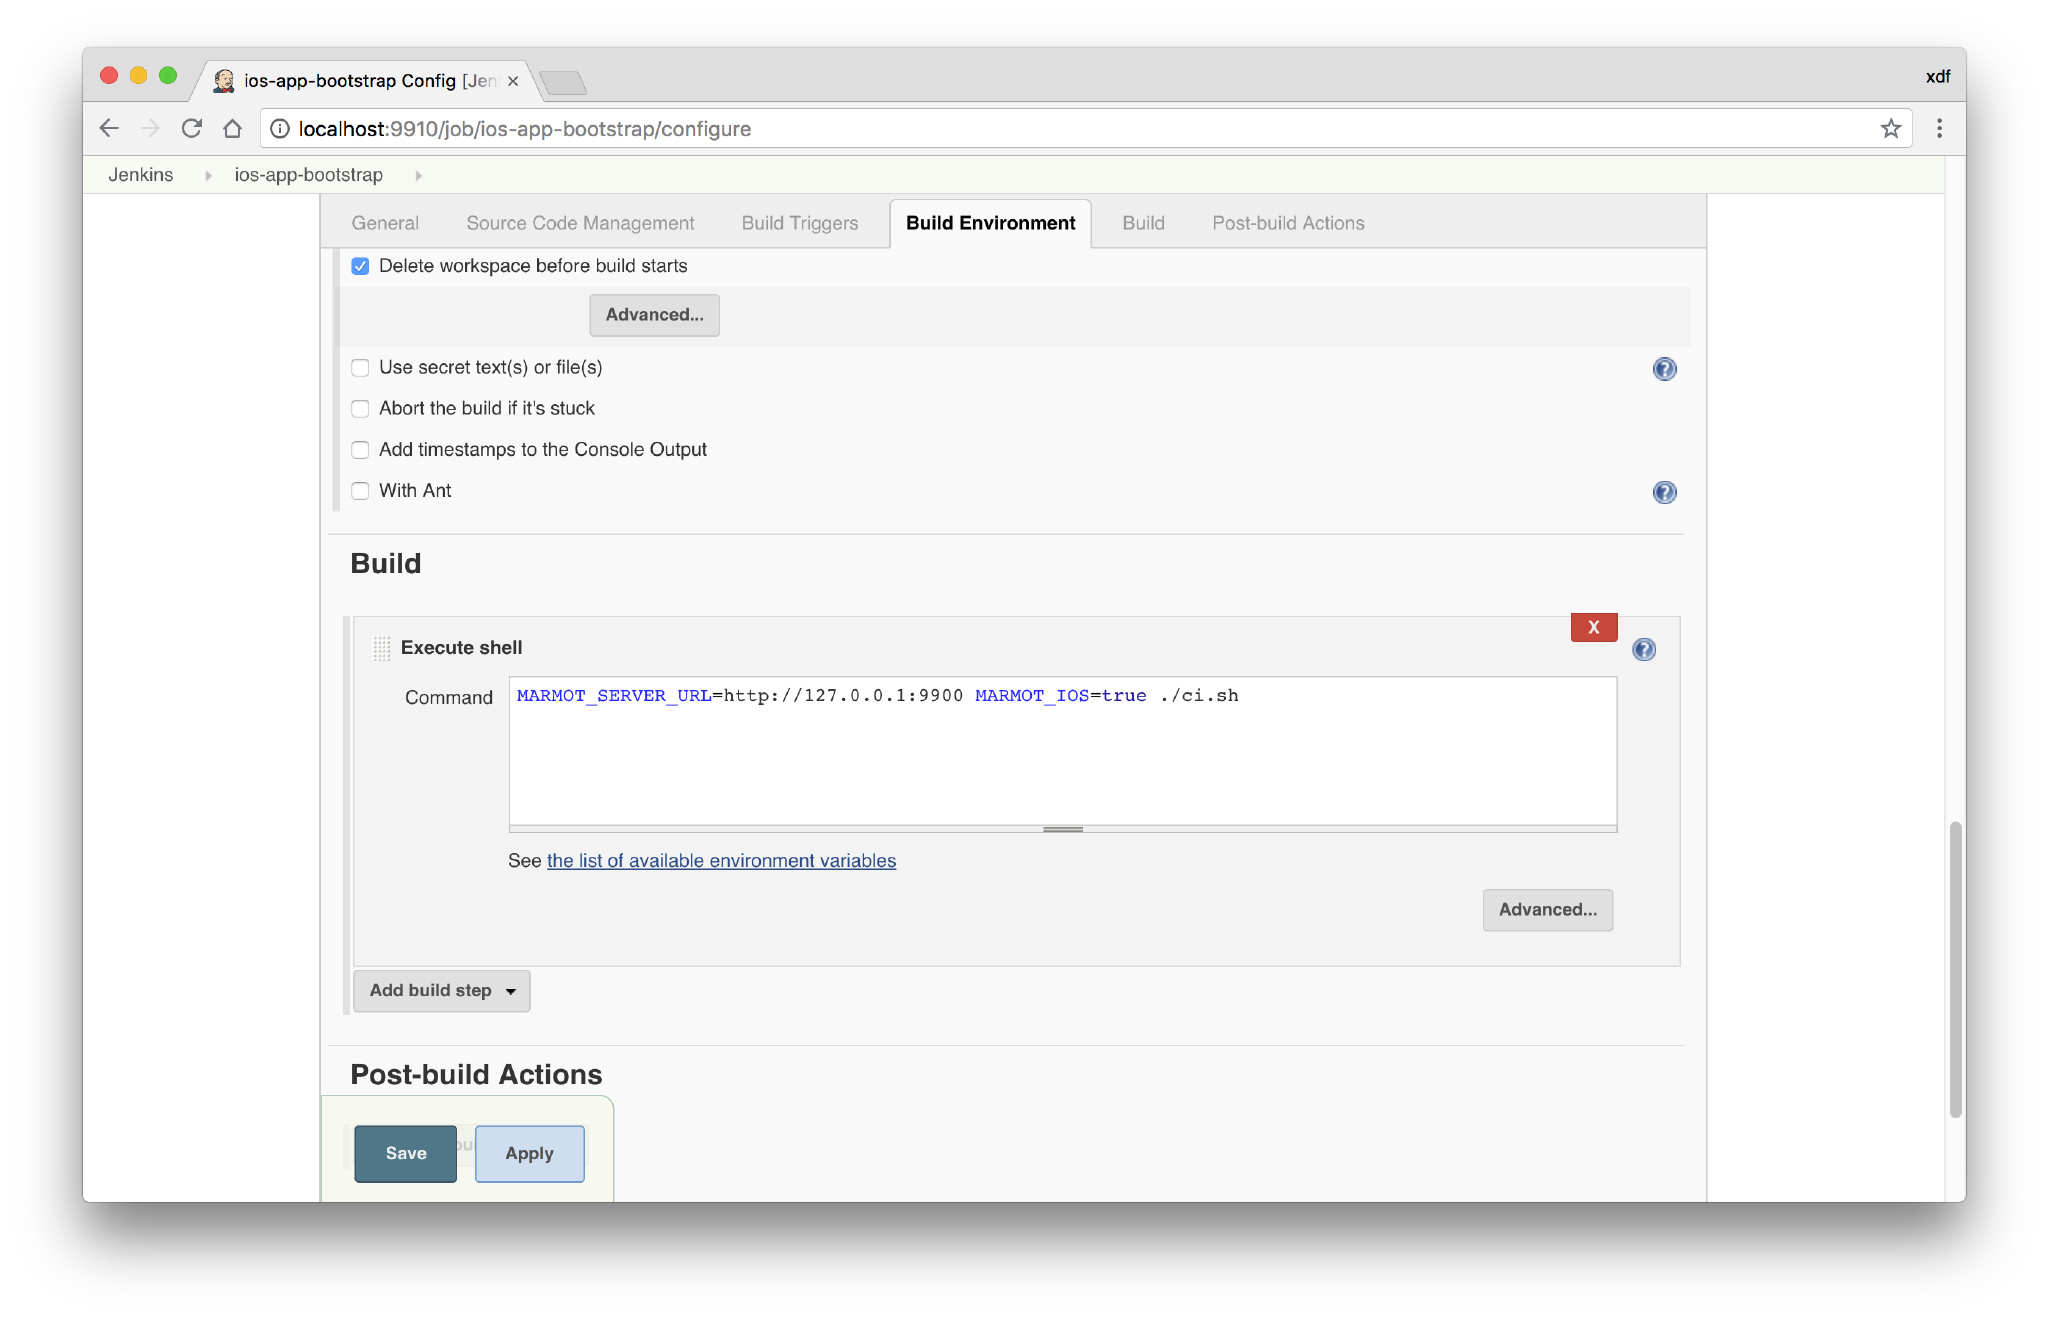 ios-app-bootstrap Config [Jen
xdf
localhost:9910/job/ios-app-bootstrap/configure
Jenkins ios-app-bootstrap
General Source Code Management Build Triggers Build Environment Build Post-build Actions
Delete workspace before build starts
Advanced...
Use secret text(s) or file(s)
Abort the build if it's stuck
Add timestamps to the Console Output
With Ant
Build
X
Execute shell
Command MARMOT_SERVER_URL=http://127.0.0.1:9900 MARMOT_IOS=true ./ci.sh
See the list of available environment variables
Advanced...
Add build step
Post-build Actions
Save Apply